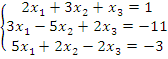 2x₁ + 3x₂ + x₃ = 1
3x₁ − 5x₂ + 2x₃ = −11
5x₁ + 2x₂ − 2x₃ = −3